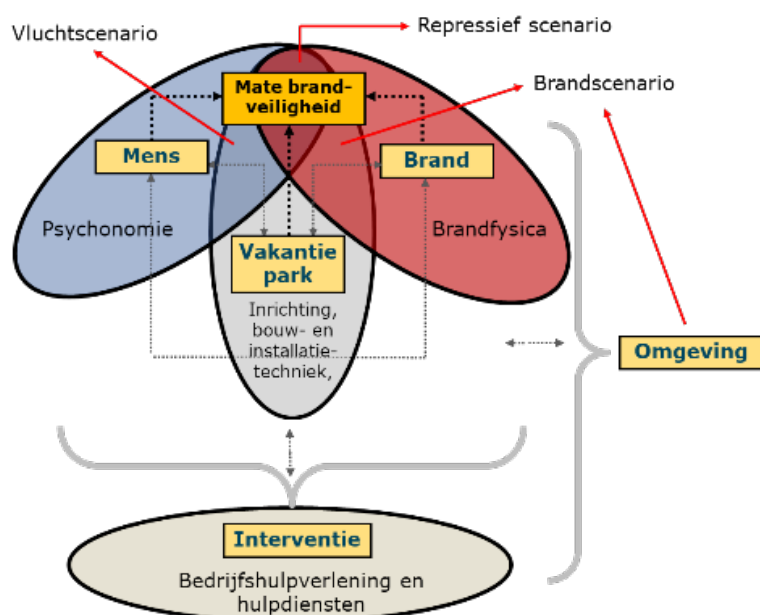 Vluchtscenario
Repressief scenario
Mate brand-
veiligheid
Brandscenario
Mens
Brand
Psychonomie
Brandfysica
Vakantie
park
Inrichting,
bouw- en
installatie-
techniek,
Omgeving
Interventie
Bedrijfshulpverlening en
hulpdiensten